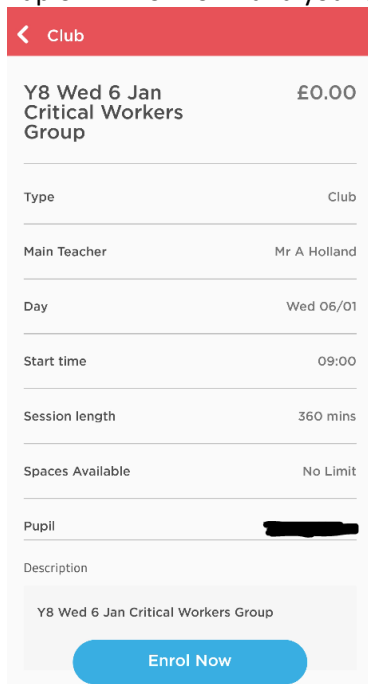 Club
Y8 Wed 6 Jan £0.00
Critical Workers
Group
Type Club
Main Teacher Mr A Holland
Day Wed 06/01
Start time 09:00
Session length 360 mins
Spaces Available No Limit
Pupil
Description
Y8 Wed 6 Jan Critical Workers Group
Enrol Now